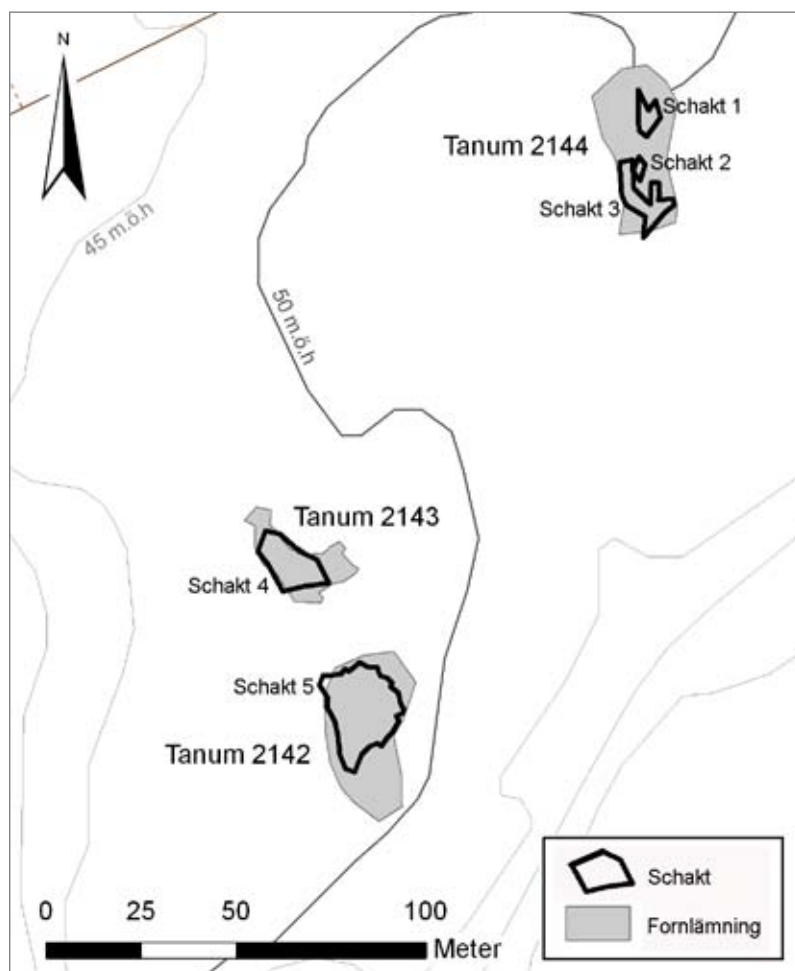 N
Schakt 1
Tanum 2144
Schakt 2
Schakt 3
45 m.ö.h
50 m.ö.h
Tanum 2143
Schakt 4
Schakt 5
Tanum 2142
Schakt
Fornlämning
0 25 50 100
Meter